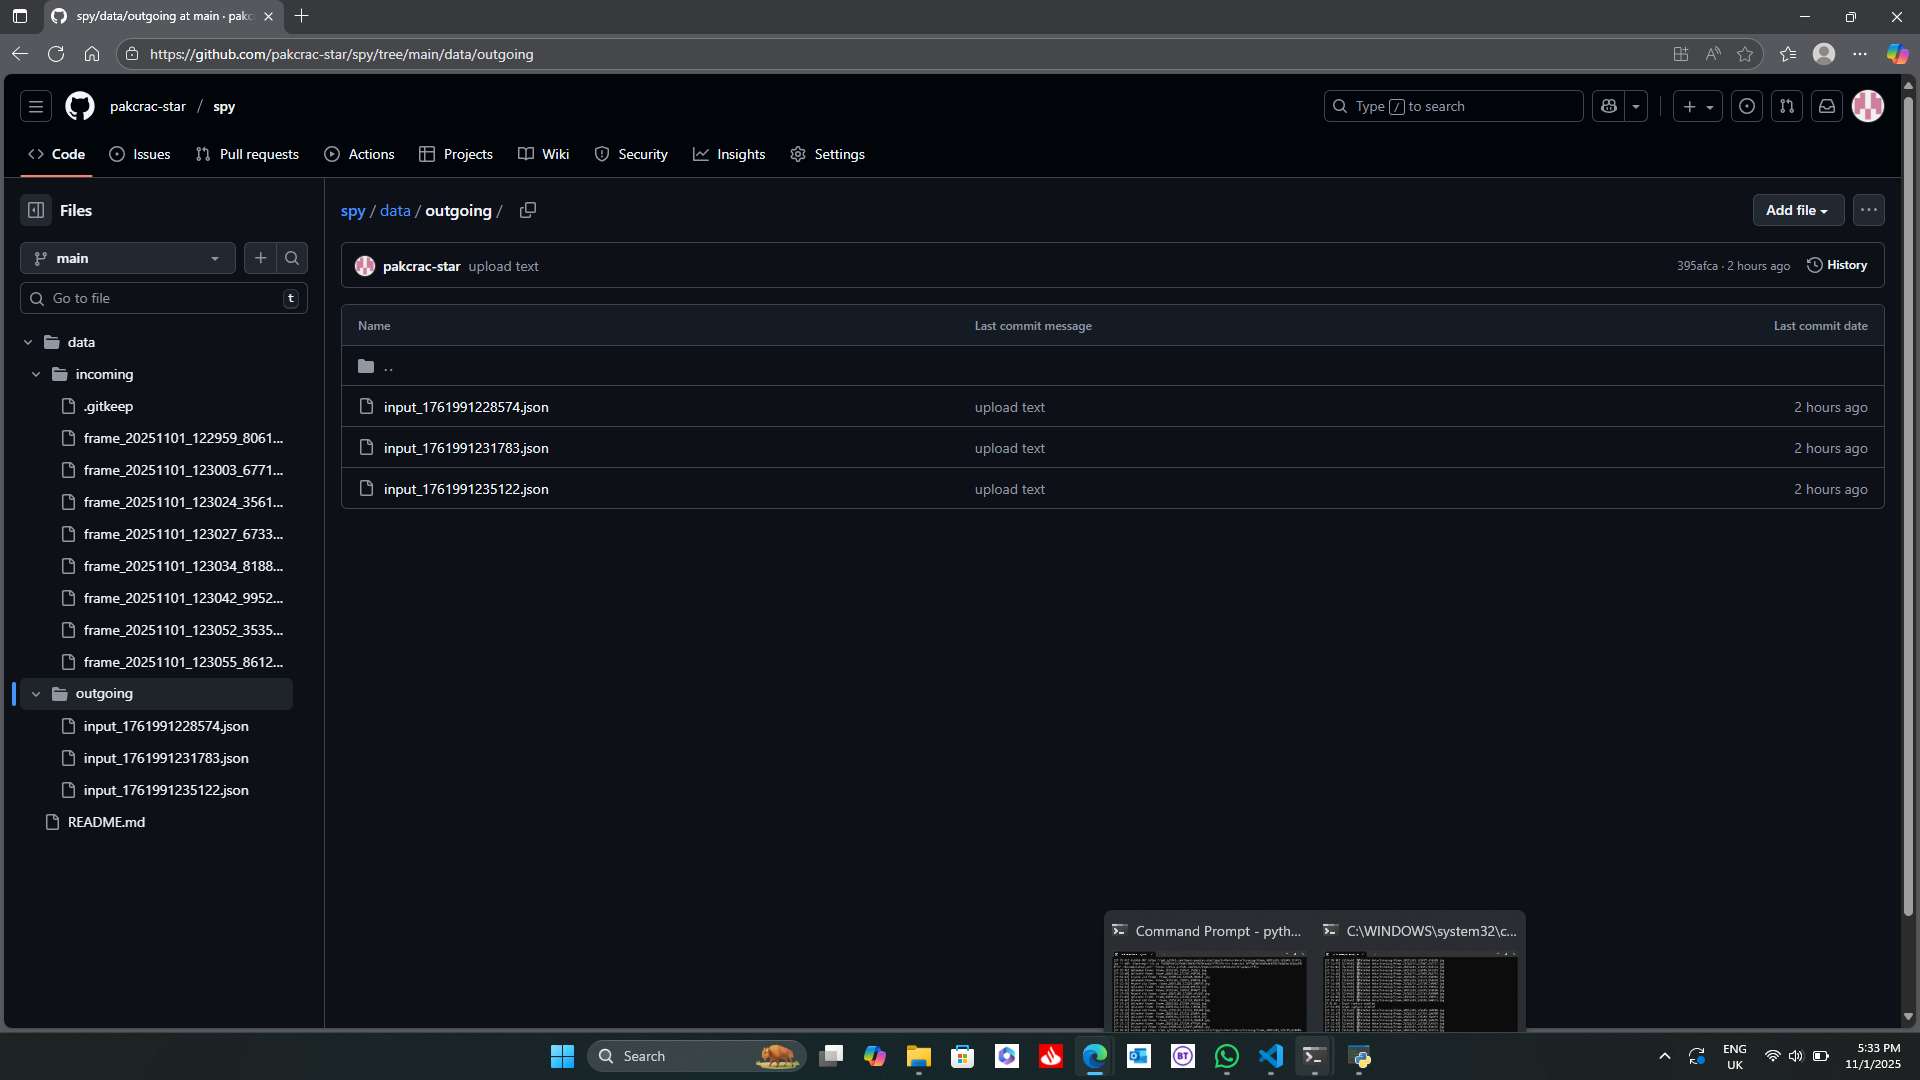 spy/data/outgoing at main · pakc
https://github.com/pakcrac-star/spy/tree/main/data/outgoing
pakcrac-star / spy
Type / to search
Code
Issues
Pull requests
Actions
Projects
Wiki
Security
Insights
Settings
Files
main
Go to file
t
data
incoming
.gitkeep
frame_20251101_122959_8061...
frame_20251101_123003_6771...
frame_20251101_123024_3561...
frame_20251101_123027_6733...
frame_20251101_123034_8188...
frame_20251101_123042_9952...
frame_20251101_123052_3535...
frame_20251101_123055_8612...
outgoing
input_1761991228574.json
input_1761991231783.json
input_1761991235122.json
README.md
spy / data / outgoing /
Add file
pakcrac-star upload text
395afca · 2 hours ago
History
Name Last commit message Last commit date
..
input_1761991228574.json upload text 2 hours ago
input_1761991231783.json upload text 2 hours ago
input_1761991235122.json upload text 2 hours ago
Command Prompt - pyth...
C:\WINDOWS\system32\c...
Search
BT
ENG
UK
5:33 PM
11/1/2025